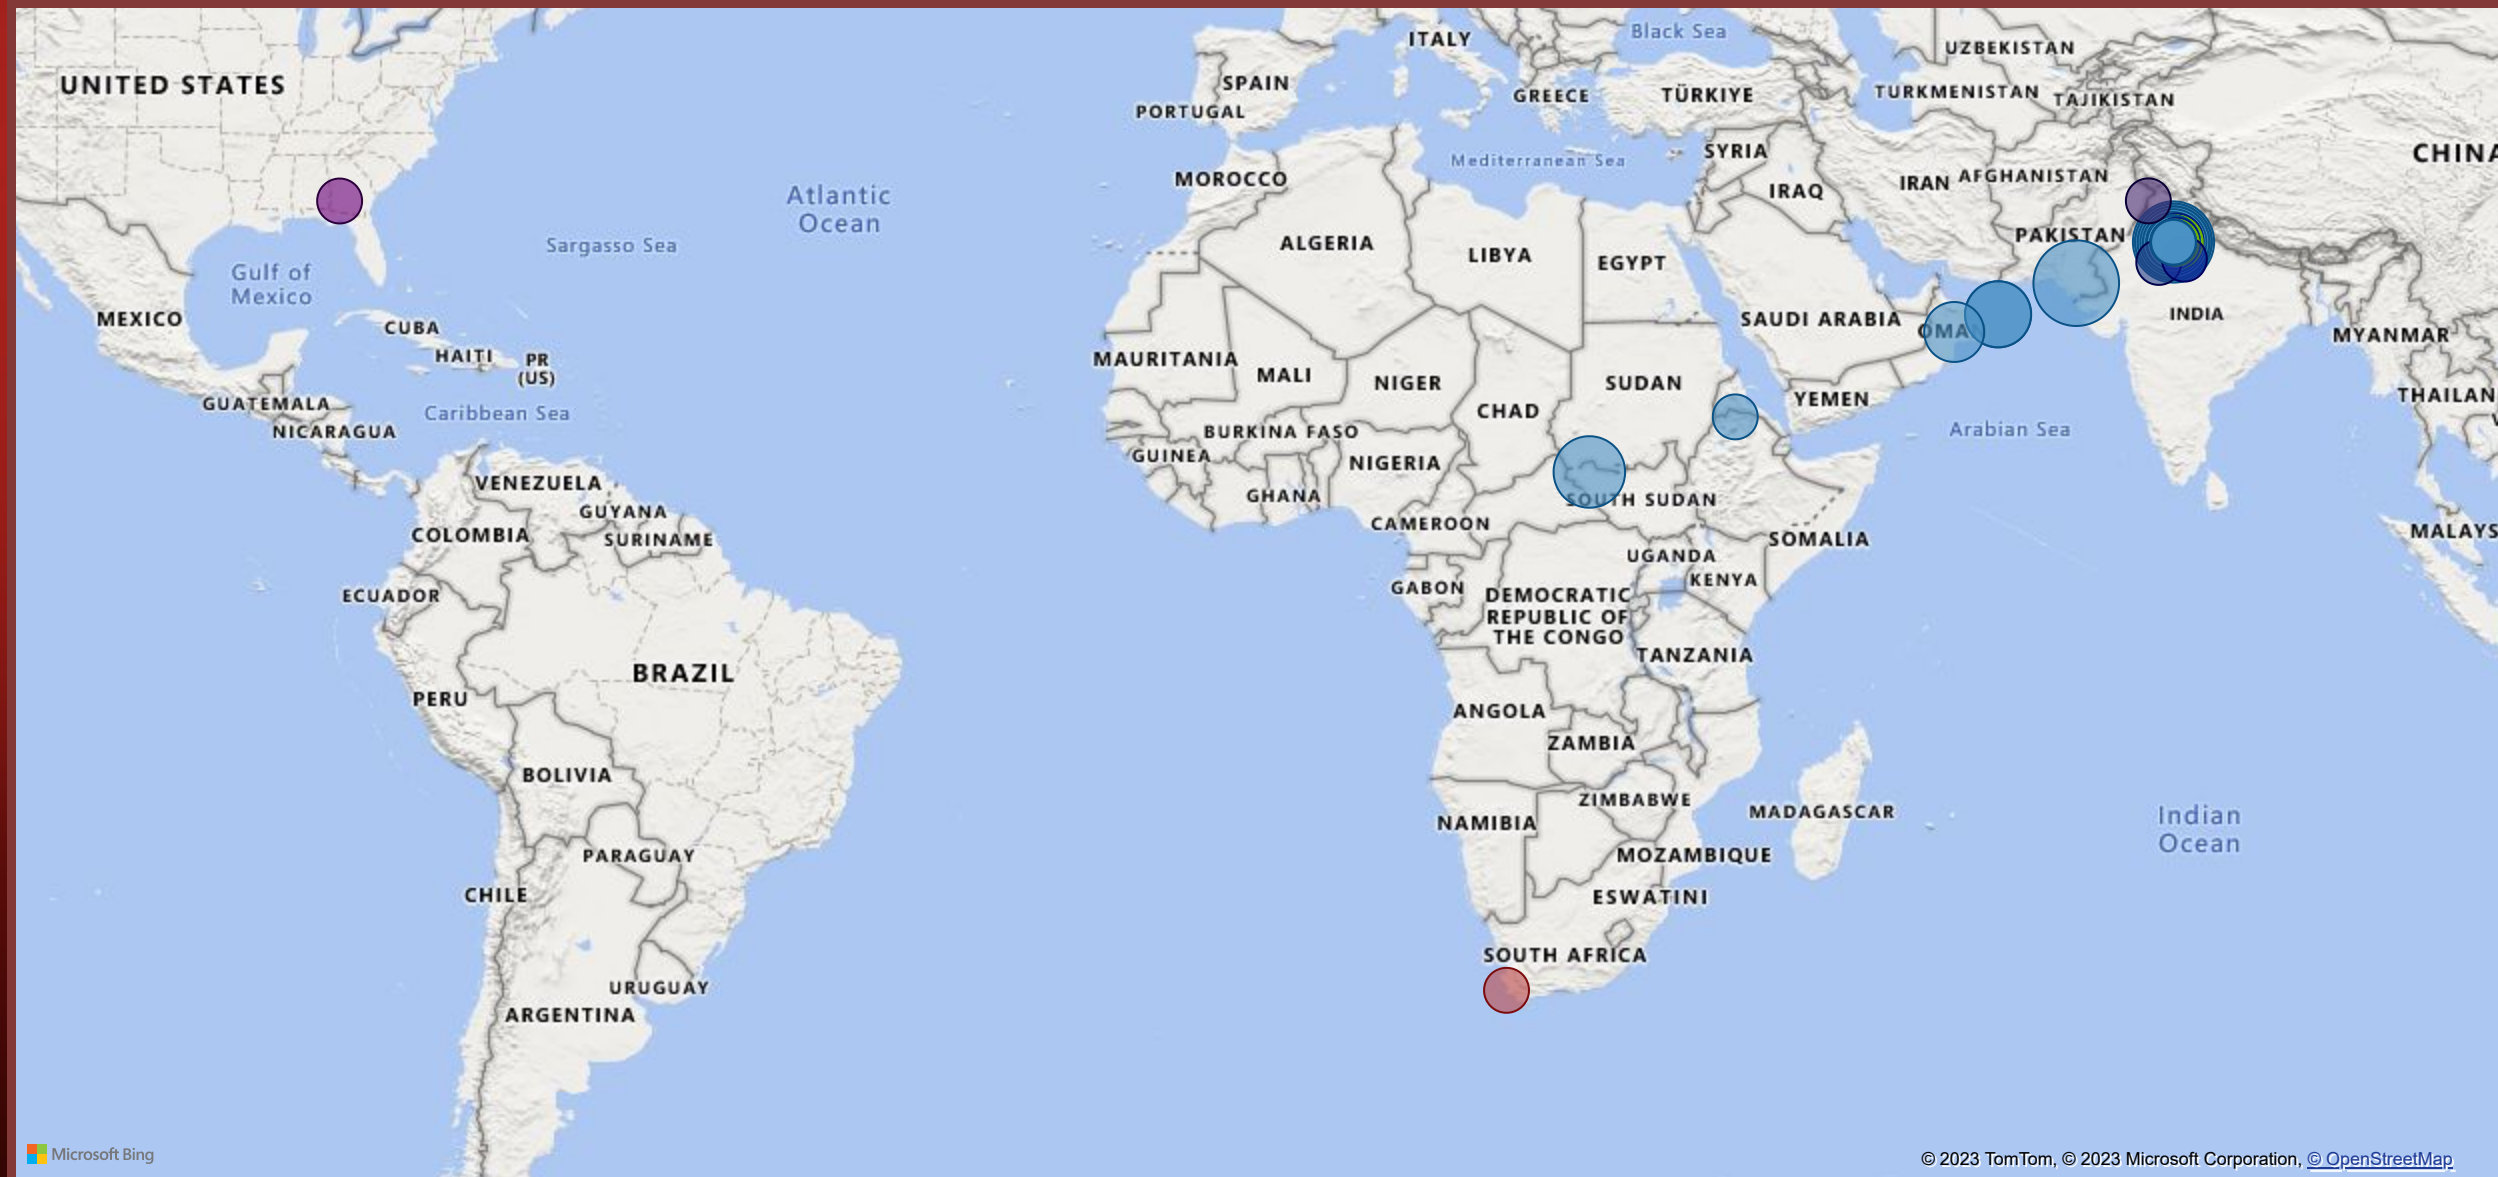 ITALY
Black Sea
UZBEKISTAN
UNITED STATES
SPAIN
GREECE
TÜRKIYE
TURKMENISTAN
TAJIKISTAN
PORTUGAL
SYRIA
Mediterranean Sea
CHINA
MOROCCO
IRAQ
IRAN
AFGHANISTAN
Atlantic
Ocean
Sargasso Sea
ALGERIA
LIBYA
EGYPT
PAKISTAN
Gulf of
Mexico
MEXICO
CUBA
SAUDI ARABIA
OMA
INDIA
MYANMAR
HAITI
PR
(US)
MAURITANIA
MALI
NIGER
SUDAN
GUATEMALA
Caribbean Sea
CHAD
YEMEN
THAILAN
NICARAGUA
BURKINA FASO
Arabian Sea
GUINEA
NIGERIA
VENEZUELA
GHANA
SOUTH SUDAN
GUYANA
CAMEROON
COLOMBIA
SURINAME
SOMALIA
MALAYS
UGANDA
ECUADOR
GABON
KENYA
DEMOCRATIC
REPUBLIC OF
THE CONGO
BRAZIL
TANZANIA
PERU
ANGOLA
ZAMBIA
BOLIVIA
ZIMBABWE
MADAGASCAR
Indian
Ocean
NAMIBIA
PARAGUAY
MOZAMBIQUE
CHILE
ESWATINI
SOUTH AFRICA
URUGUAY
ARGENTINA
Microsoft Bing
© 2023 TomTom, © 2023 Microsoft Corporation, © OpenStreetMap